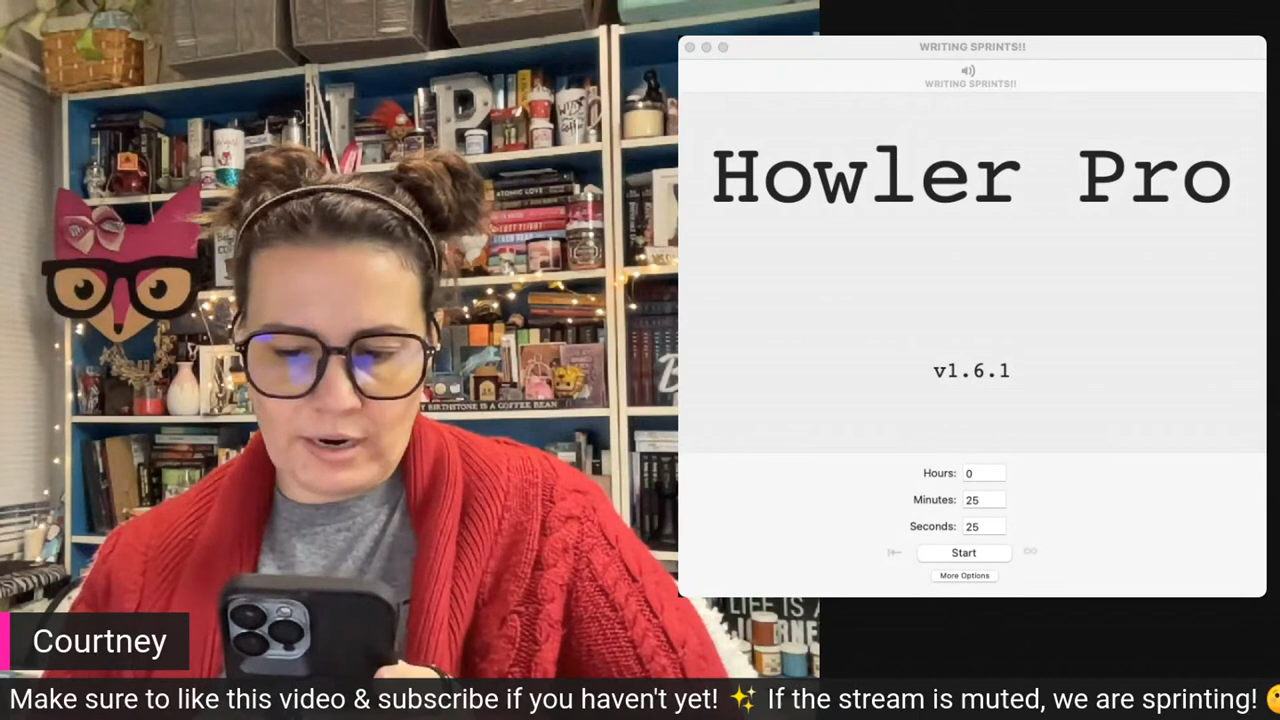 WRITING SPRINTS!!
WRITING SPRINTS!!
Howler Pro
v1.6.1
Hours: 0
Minutes: 25
Seconds: 25
Start
More Options
P
ATOMIC LOVE
Y BIRTHSTONE IS A COFFEE BEAN
LIFE IS A
Courtney
Make sure to like this video & subscribe if you haven't yet! ✨ If the stream is muted, we are sprinting!